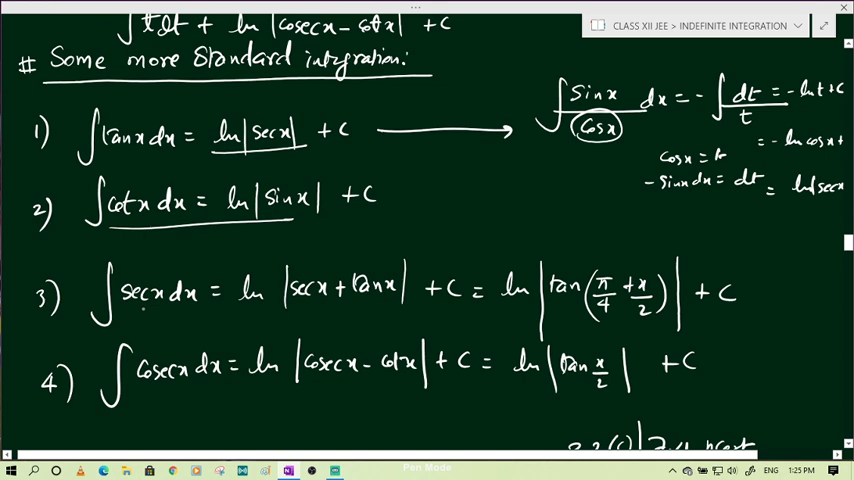 ∫tdt + ln |cosecx - cotx| + C
CLASS XII JEE > INDEFINITE INTEGRATION
# Some more Standard integration:
1) ∫tanx dx = ln|secx| + C
∫ sinx/cosx dx = - ∫ dt/t = - ln t + C
= - ln cosx +
cosx = t
- sinx dx = dt
= ln|secx
2) ∫cotx dx = ln|sinx| + C
3) ∫secx dx = ln |secx + tanx| + C = ln |tan(π/4 + x/2)| + C
4) ∫cosecx dx = ln |cosecx - cotx| + C = ln |tan x/2| + C
Pen Mode
ENG 1:25 PM